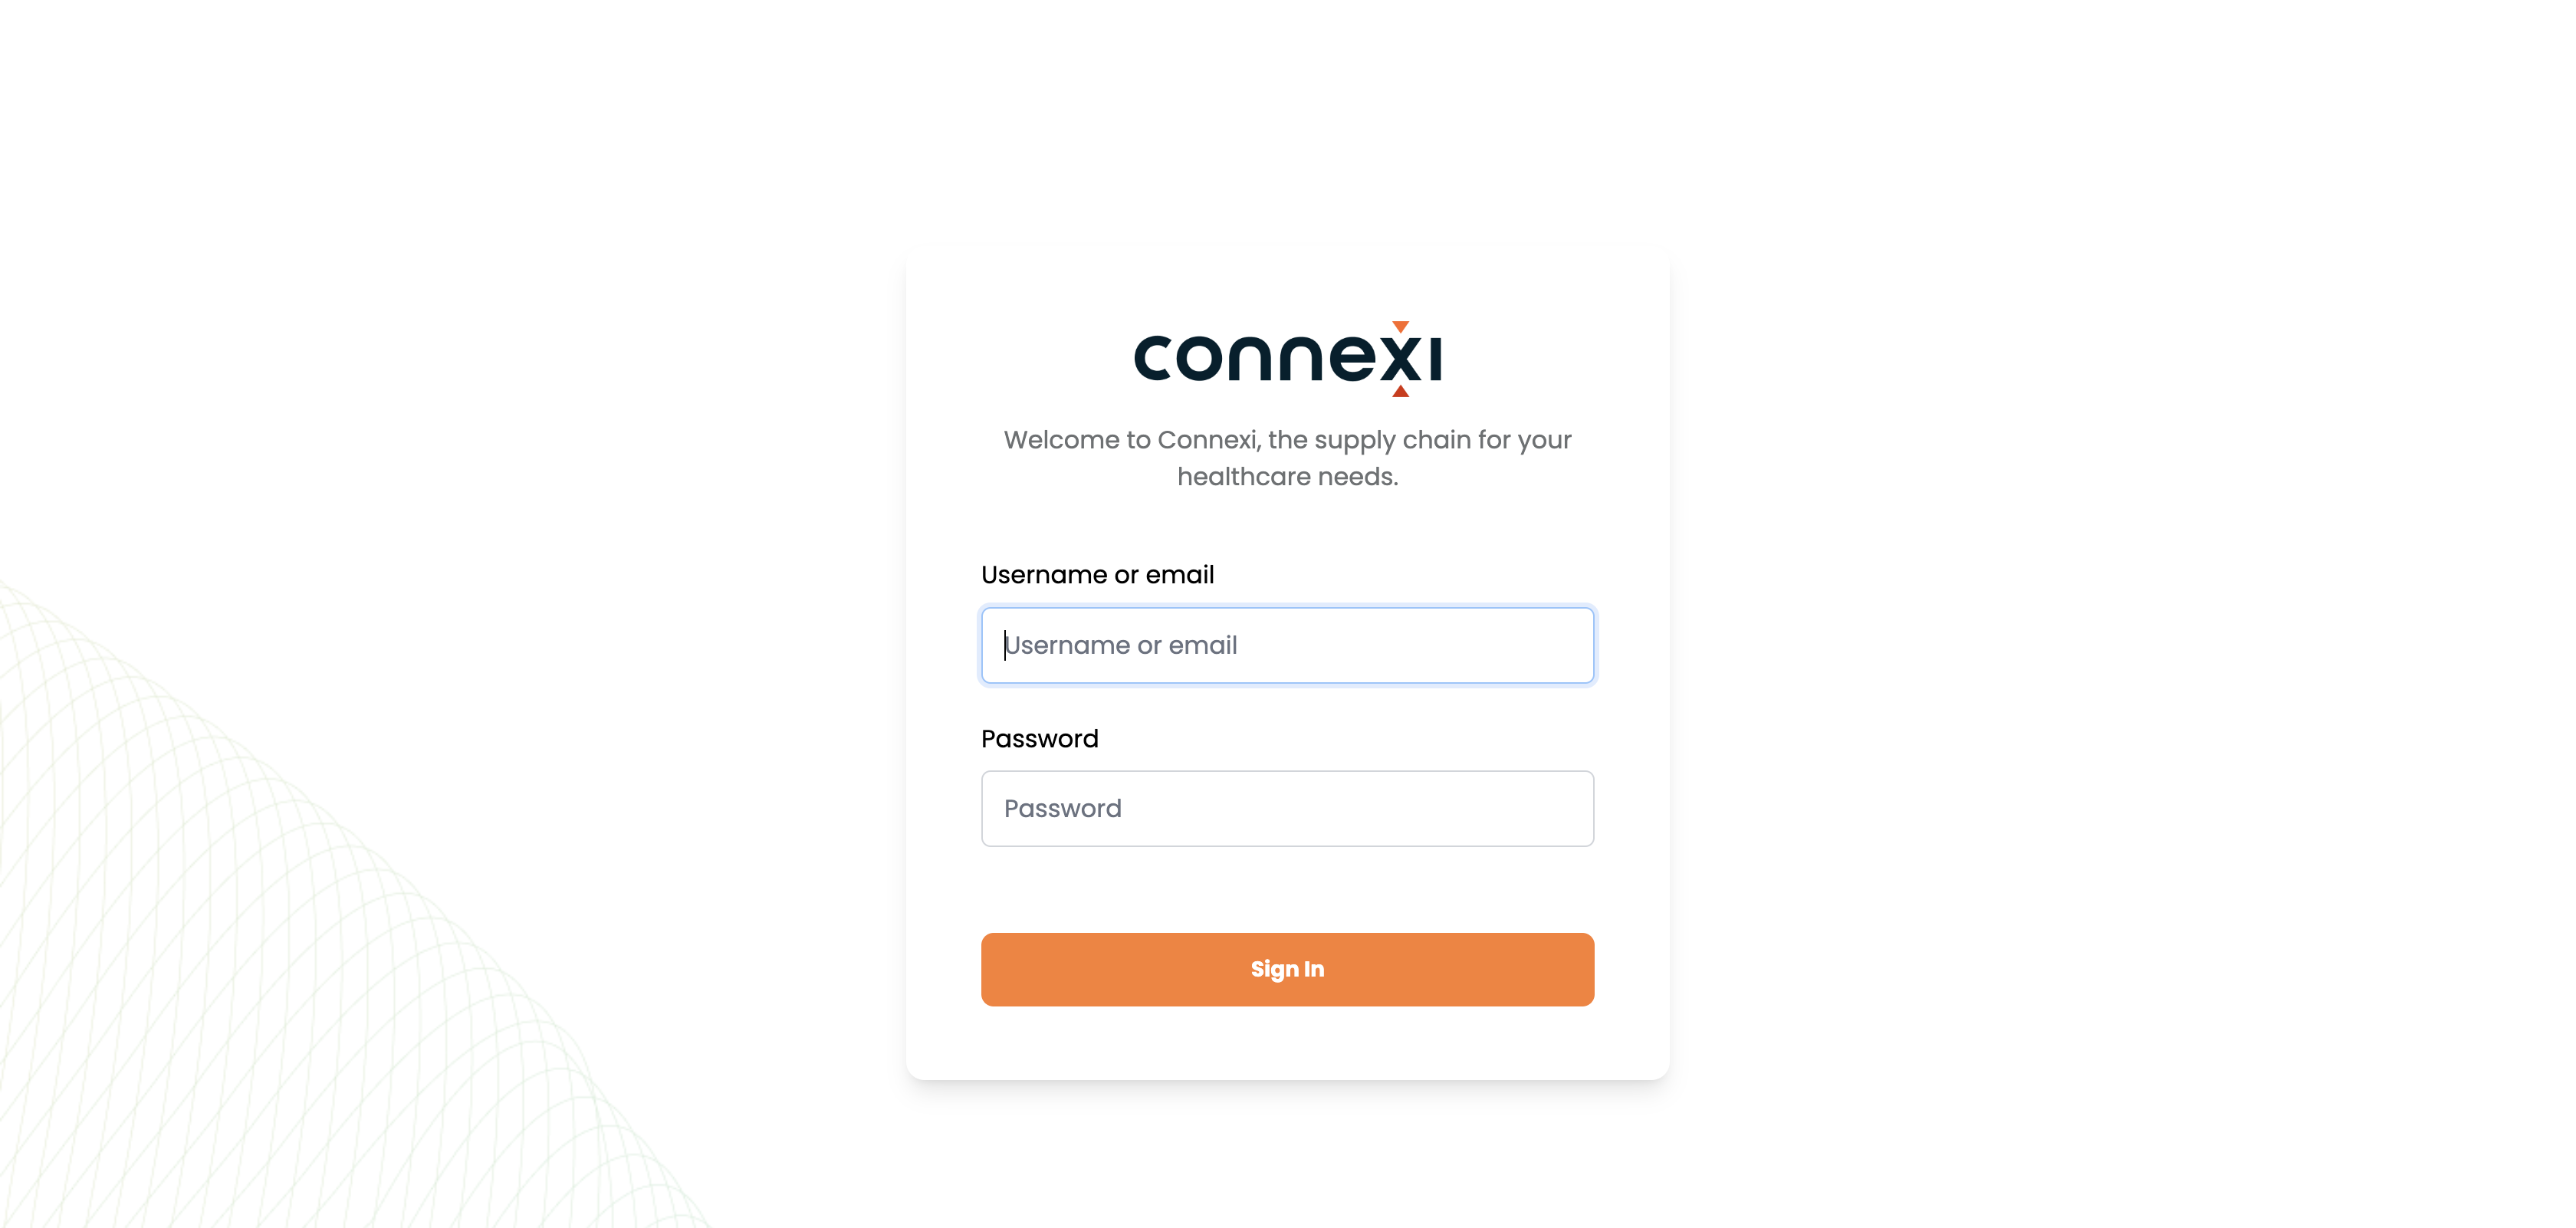 connexi
Welcome to Connexi, the supply chain for your
healthcare needs.
Username or email
Username or email
Password
Password
Sign In